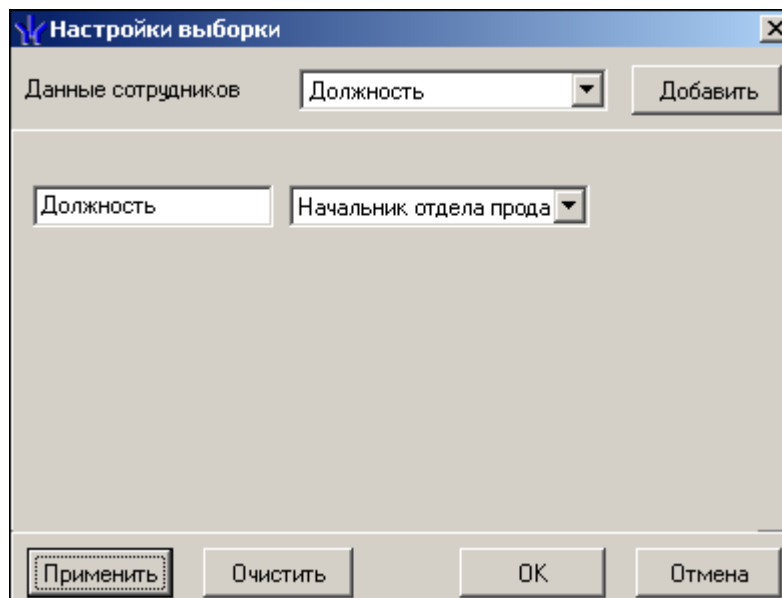 Настройки выборки
Данные сотрудников Должность Добавить
Должность Начальник отдела прода
Применить Очистить OK Отмена